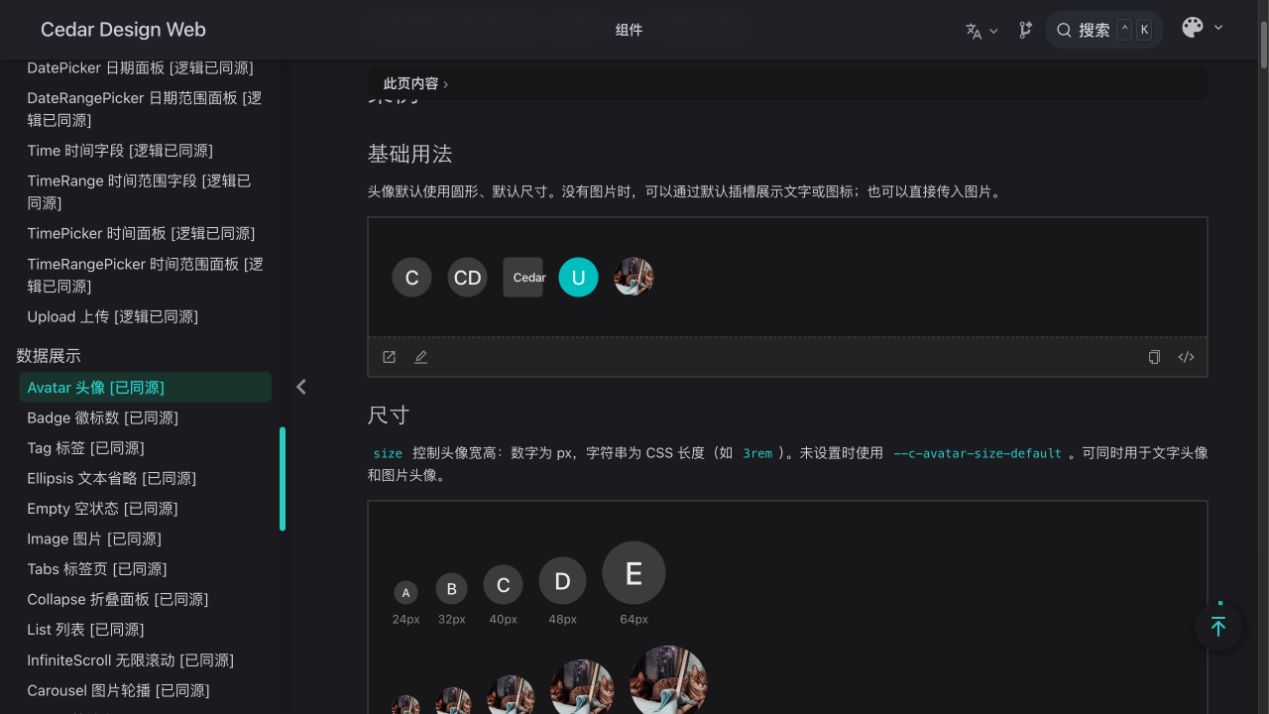 Cedar Design Web
组件
搜索
^
K
DatePicker 日期面板 [逻辑已同源]
DateRangePicker 日期范围面板 [逻
辑已同源]
Time 时间字段 [逻辑已同源]
TimeRange 时间范围字段 [逻辑已
同源]
TimePicker 时间面板 [逻辑已同源]
TimeRangePicker 时间范围面板 [逻
辑已同源]
Upload 上传 [逻辑已同源]
数据展示
Avatar 头像 [已同源]
Badge 徽标数 [已同源]
Tag 标签 [已同源]
Ellipsis 文本省略 [已同源]
Empty 空状态 [已同源]
Image 图片 [已同源]
Tabs 标签页 [已同源]
Collapse 折叠面板 [已同源]
List 列表 [已同源]
InfiniteScroll 无限滚动 [已同源]
Carousel 图片轮播 [已同源]
此页内容 ›
基础用法
头像默认使用圆形、默认尺寸。没有图片时，可以通过默认插槽展示文字或图标；也可以直接传入图片。
C CD Cedar U
尺寸
size 控制头像宽高：数字为 px，字符串为 CSS 长度（如 3rem ）。未设置时使用 --c-avatar-size-default 。可同时用于文字头像
和图片头像。
A B C D E
24px 32px 40px 48px 64px